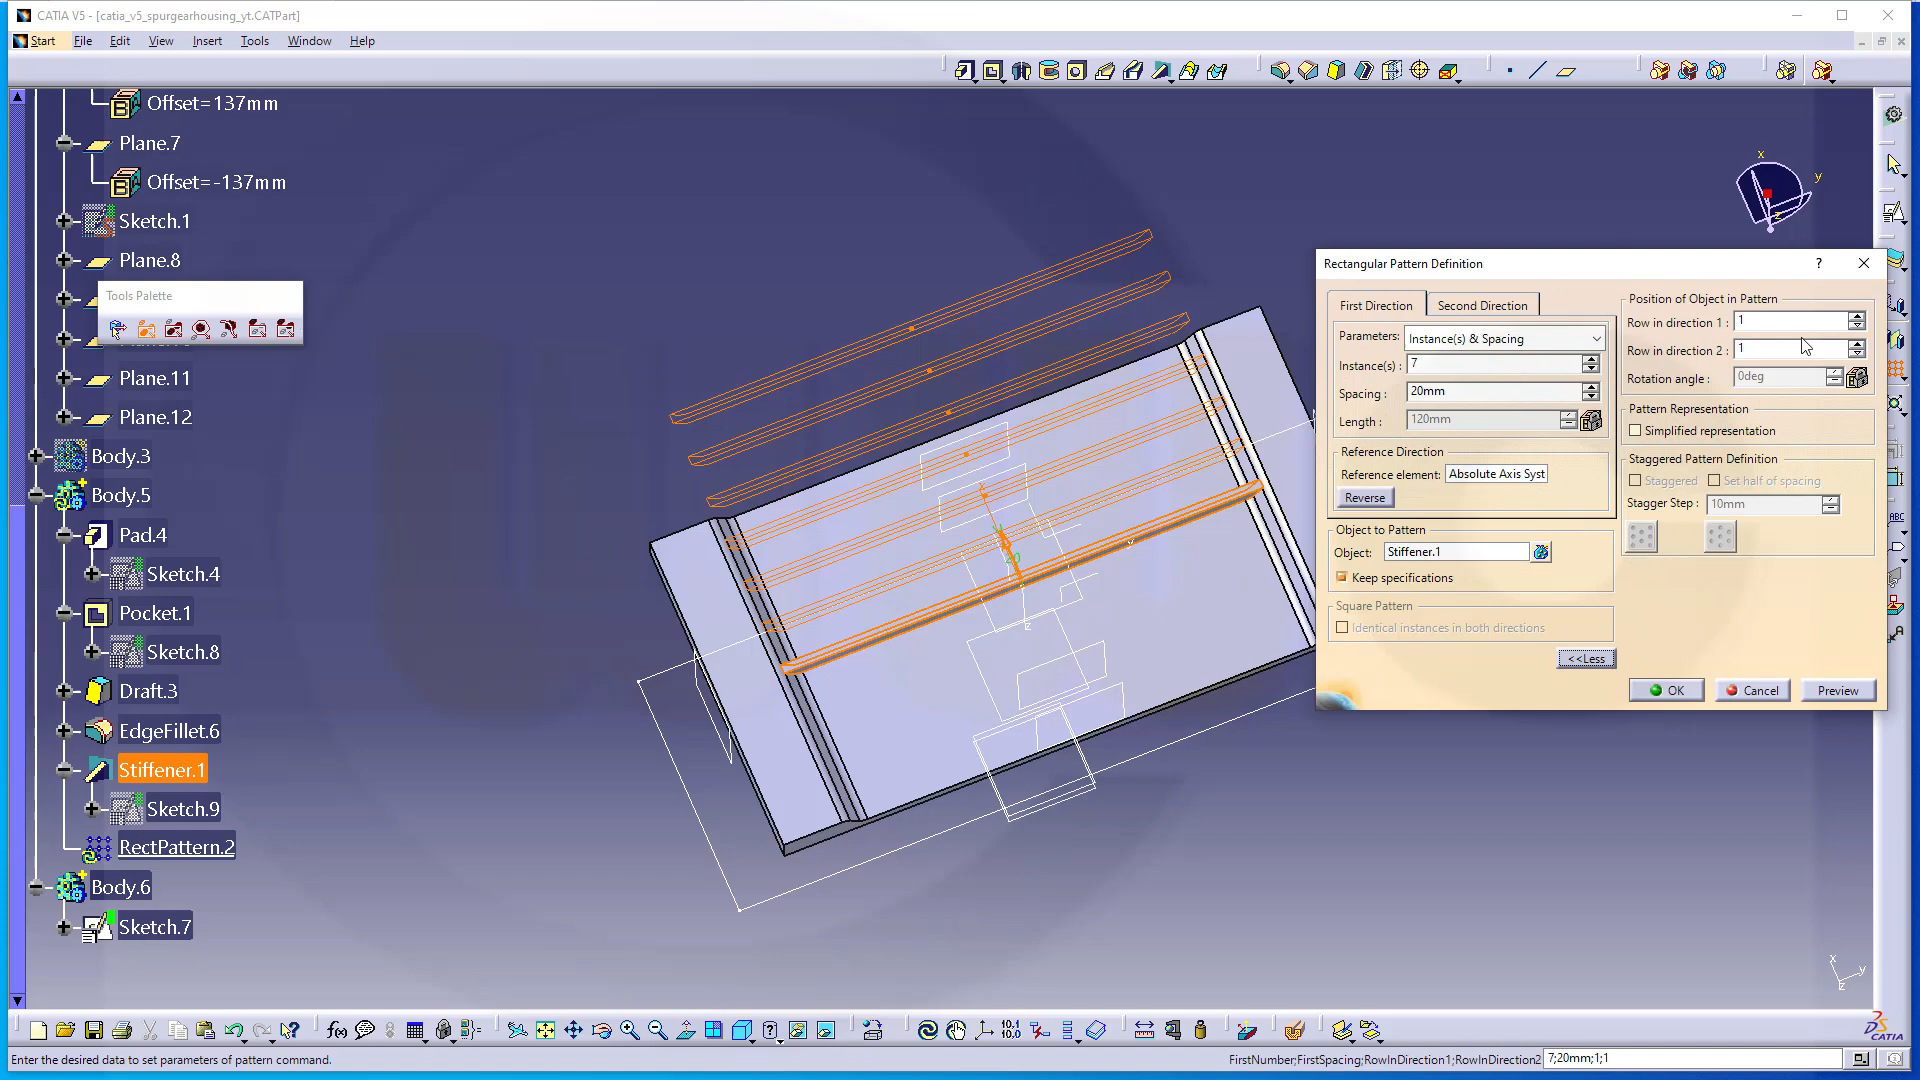 CATIA V5 - [catia_v5_spurgearhousing_yt.CATPart]
Start File Edit View Insert Tools Window Help
Offset=137mm
Plane.7
Offset=-137mm
Sketch.1
Plane.8
Tools Palette
Plane.11
Plane.12
Body.3
Body.5
Pad.4
Sketch.4
Pocket.1
Sketch.8
Draft.3
EdgeFillet.6
Stiffener.1
Sketch.9
RectPattern.2
Body.6
Sketch.7
x
y
z
Rectangular Pattern Definition
?
First Direction
Second Direction
Parameters: Instance(s) & Spacing
Instance(s) : 7
Spacing : 20mm
Length : 120mm
Reference Direction
Reference element: Absolute Axis Syst
Reverse
Object to Pattern
Object: Stiffener.1
Keep specifications
Square Pattern
Identical instances in both directions
<<Less
Position of Object in Pattern
Row in direction 1 : 1
Row in direction 2 : 1
Rotation angle : 0deg
Pattern Representation
Simplified representation
Staggered Pattern Definition
Staggered Set half of spacing
Stagger Step : 10mm
OK Cancel Preview
ABC
x
y
z
CATIA
Enter the desired data to set parameters of pattern command.
FirstNumber;FirstSpacing;RowInDirection1;RowInDirection2 7;20mm;1;1